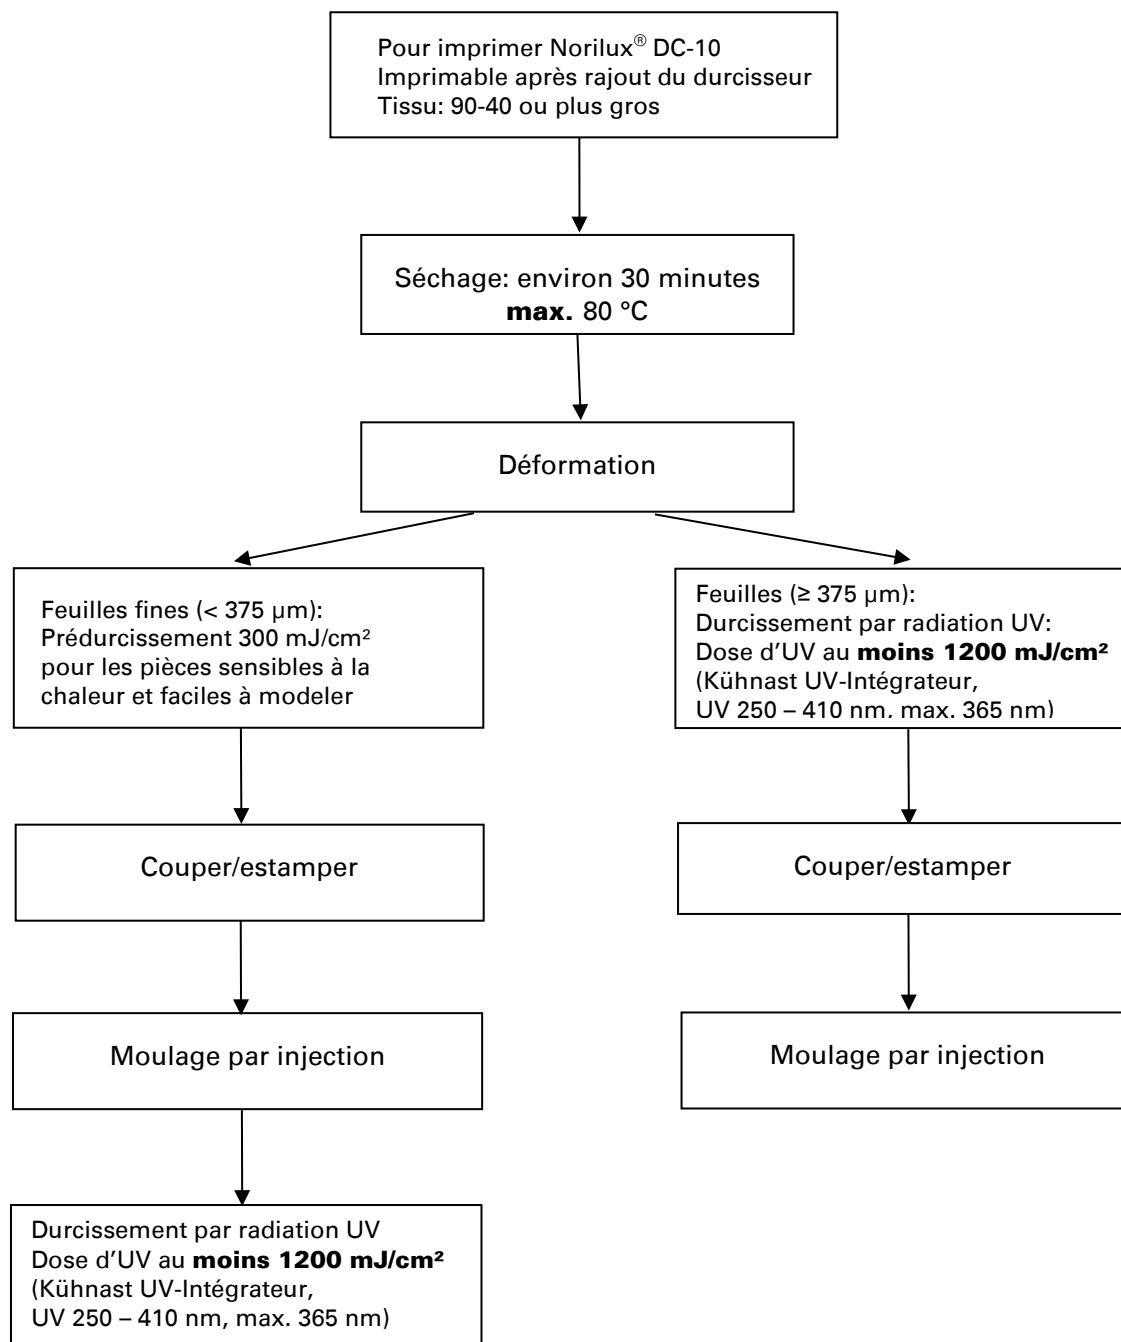 Pour imprimer Norilux® DC-10
Imprimable après rajout du durcisseur
Tissu: 90-40 ou plus gros
Séchage: environ 30 minutes
max. 80 °C
Déformation
Feuilles fines (< 375 µm):
Prédurcissement 300 mJ/cm²
pour les pièces sensibles à la
chaleur et faciles à modeler
Feuilles (≥ 375 µm):
Durcissement par radiation UV:
Dose d’UV au moins 1200 mJ/cm²
(Kühnast UV-Intégrateur,
UV 250 – 410 nm, max. 365 nm)
Couper/estamper
Couper/estamper
Moulage par injection
Moulage par injection
Durcissement par radiation UV
Dose d’UV au moins 1200 mJ/cm²
(Kühnast UV-Intégrateur,
UV 250 – 410 nm, max. 365 nm)